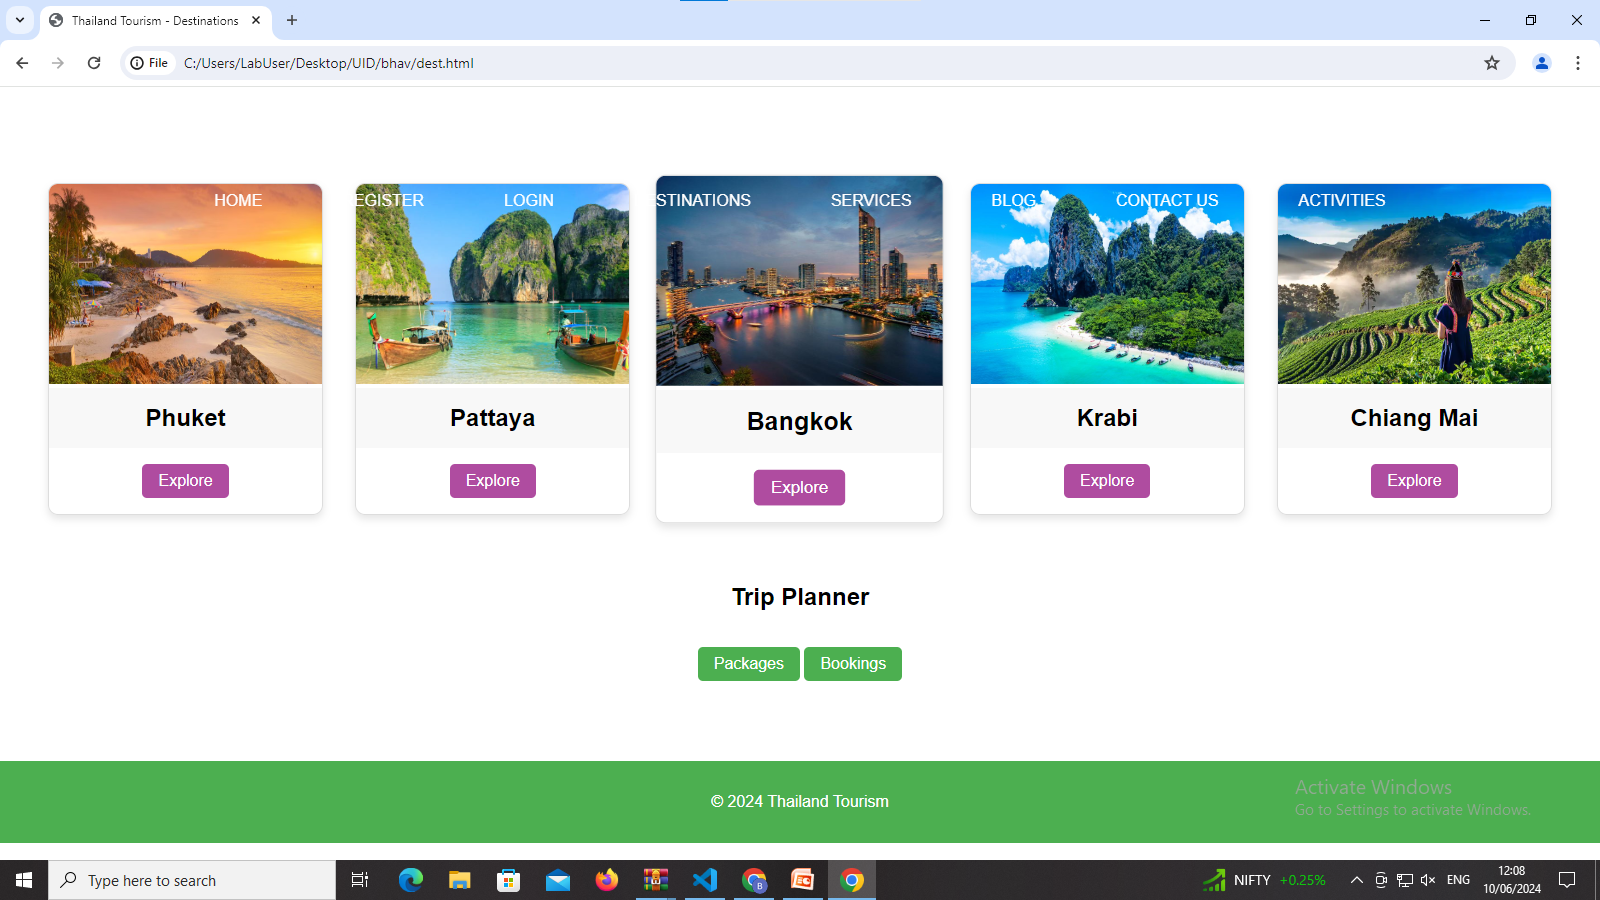 Thailand Tourism - Destinations
File C:/Users/LabUser/Desktop/UID/bhav/dest.html
HOME EGISTER LOGIN STINATIONS SERVICES BLOG CONTACT US ACTIVITIES
Phuket Pattaya Bangkok Krabi Chiang Mai
Explore Explore Explore Explore Explore
Trip Planner
Packages Bookings
© 2024 Thailand Tourism
Activate Windows
Go to Settings to activate Windows.
Type here to search
B
NIFTY +0.25%
ENG
12:08
10/06/2024